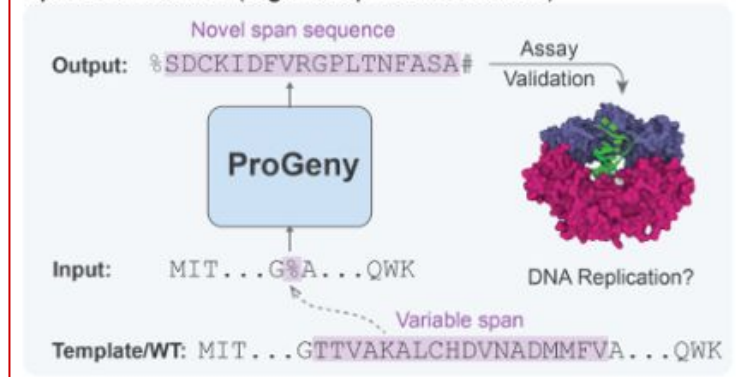 Novel span sequence
Output: %SDCKIDFVRGPLTNFASA#
Assay
Validation
ProGeny
Input: MIT...G%A...QWK
DNA Replication?
Variable span
Template/WT: MIT...GTTVAKALCHDVNADMMFVA...QWK